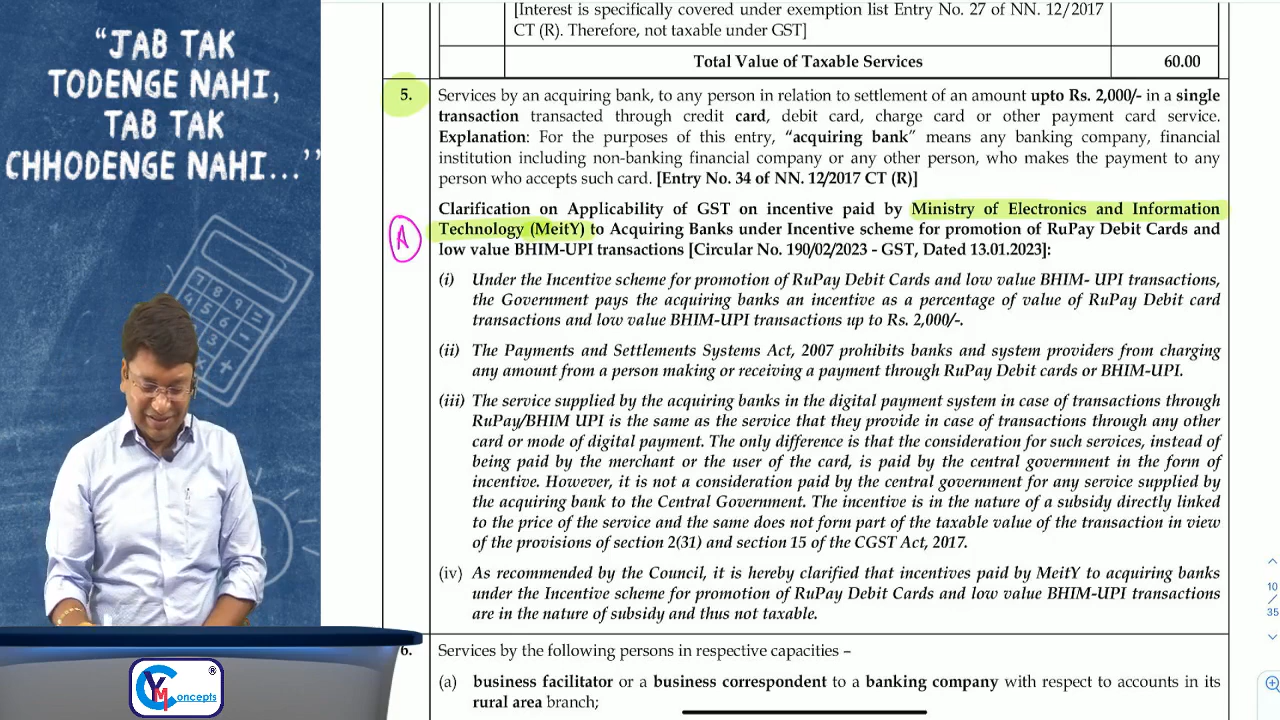 “JAB TAK
TODENGE NAHI,
TAB TAK
CHHODENGE NAHI...’’
[Interest is specifically covered under exemption list Entry No. 27 of NN. 12/2017
CT (R). Therefore, not taxable under GST]
Total Value of Taxable Services 60.00
5. Services by an acquiring bank, to any person in relation to settlement of an amount upto Rs. 2,000/- in a single
transaction transacted through credit card, debit card, charge card or other payment card service.
Explanation: For the purposes of this entry, “acquiring bank” means any banking company, financial
institution including non-banking financial company or any other person, who makes the payment to any
person who accepts such card. [Entry No. 34 of NN. 12/2017 CT (R)]
Clarification on Applicability of GST on incentive paid by Ministry of Electronics and Information
A Technology (MeitY) to Acquiring Banks under Incentive scheme for promotion of RuPay Debit Cards and
low value BHIM-UPI transactions [Circular No. 190/02/2023 - GST, Dated 13.01.2023]:
(i) Under the Incentive scheme for promotion of RuPay Debit Cards and low value BHIM- UPI transactions,
the Government pays the acquiring banks an incentive as a percentage of value of RuPay Debit card
transactions and low value BHIM-UPI transactions up to Rs. 2,000/-.
(ii) The Payments and Settlements Systems Act, 2007 prohibits banks and system providers from charging
any amount from a person making or receiving a payment through RuPay Debit cards or BHIM-UPI.
(iii) The service supplied by the acquiring banks in the digital payment system in case of transactions through
RuPay/BHIM UPI is the same as the service that they provide in case of transactions through any other
card or mode of digital payment. The only difference is that the consideration for such services, instead of
being paid by the merchant or the user of the card, is paid by the central government in the form of
incentive. However, it is not a consideration paid by the central government for any service supplied by
the acquiring bank to the Central Government. The incentive is in the nature of a subsidy directly linked
to the price of the service and the same does not form part of the taxable value of the transaction in view
of the provisions of section 2(31) and section 15 of the CGST Act, 2017.
(iv) As recommended by the Council, it is hereby clarified that incentives paid by MeitY to acquiring banks
under the Incentive scheme for promotion of RuPay Debit Cards and low value BHIM-UPI transactions
are in the nature of subsidy and thus not taxable.
6. Services by the following persons in respective capacities –
(a) business facilitator or a business correspondent to a banking company with respect to accounts in its
rural area branch;
10
/
35
789
456
YM Concepts ®